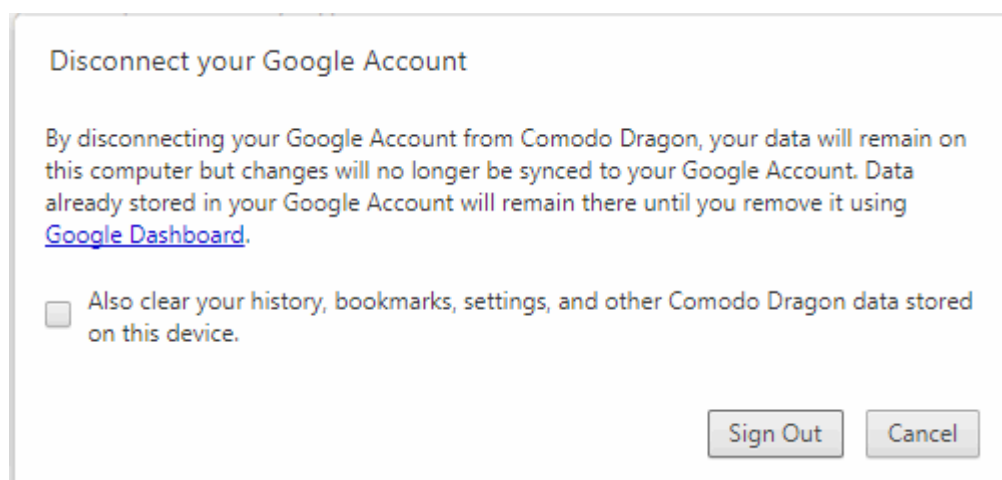 Disconnect your Google Account
By disconnecting your Google Account from Comodo Dragon, your data will remain on
this computer but changes will no longer be synced to your Google Account. Data
already stored in your Google Account will remain there until you remove it using
Google Dashboard.
Also clear your history, bookmarks, settings, and other Comodo Dragon data stored
on this device.
Sign Out Cancel